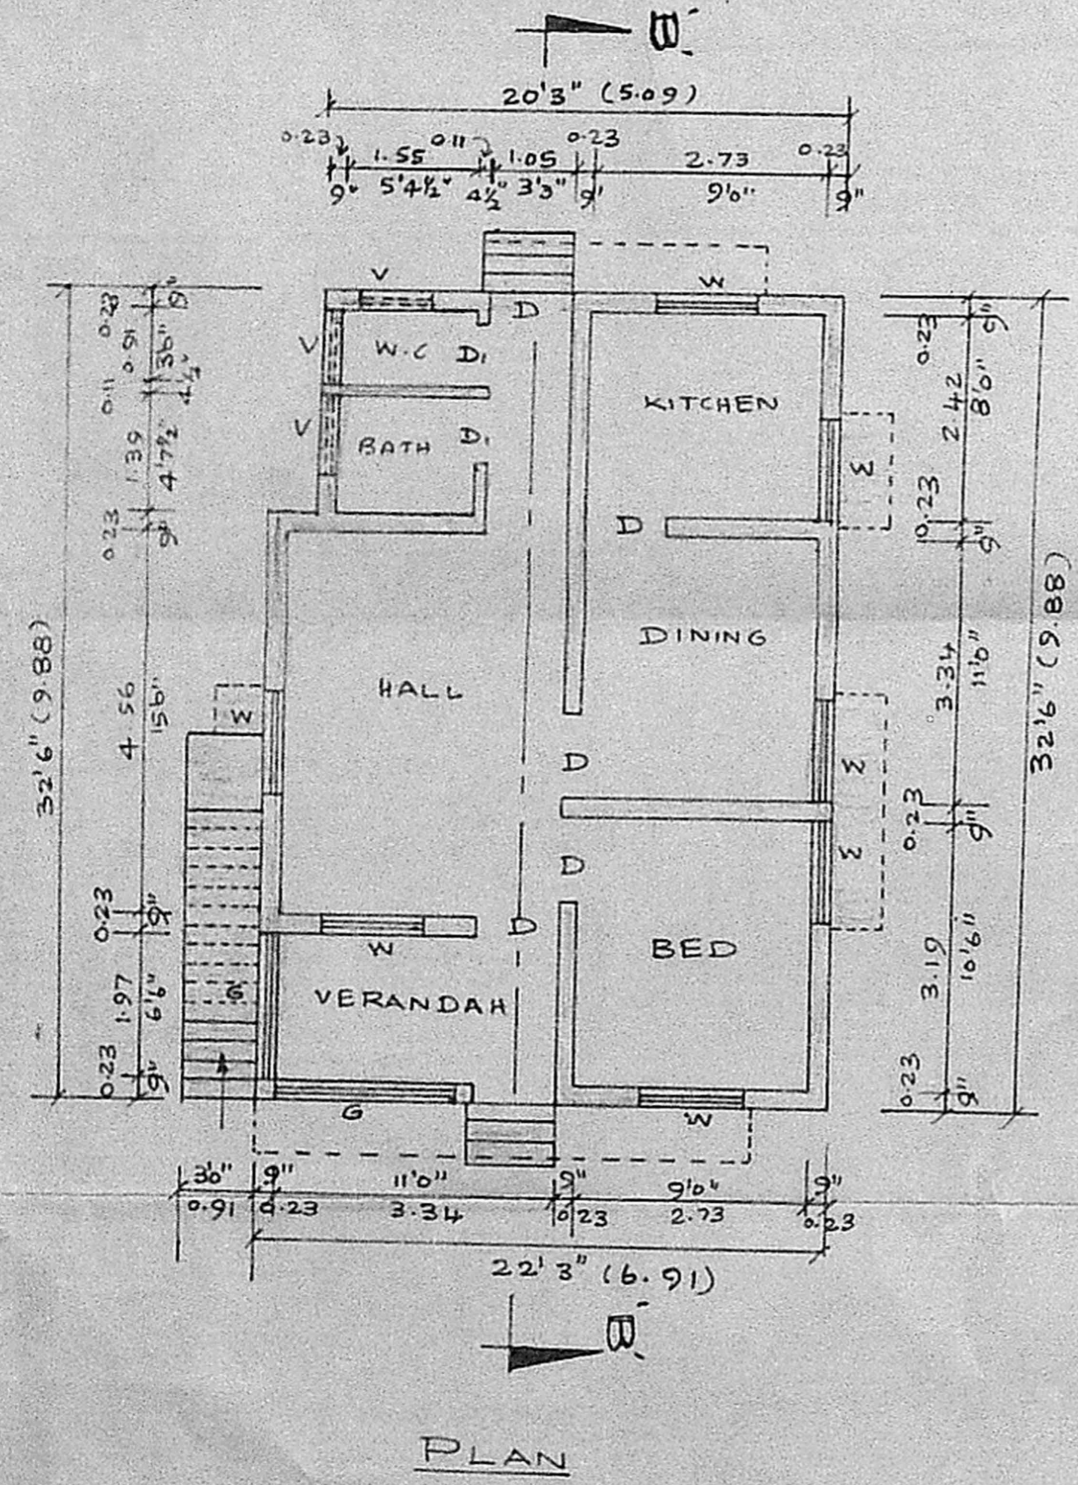 B'
20'3" (5.09)
0.23 1.55 0.11 1.05 0.23 2.73 0.23
9" 5'4½" 4½" 3'3" 9' 9'0" 9"
V D W
V W.C D1
KITCHEN
V BATH D1
W
D
DINING
HALL
W
D
W
D
W
D
W
BED
VERANDAH
G
G
W
32'6" (9.88)
0.23 9"
0.91 3'6"
0.11 4½"
1.39 4'7½"
0.23 9"
4 56 15'6"
0.23 9"
1.97 6'6"
0.23 9"
0.23 9"
2.42 8'0"
0.23 9"
3.34 11'0"
0.23 9"
3.19 10'6"
0.23 9"
32'6" (9.88)
3'0" 9" 11'0" 9" 9'0" 9"
0.91 0.23 3.34 0.23 2.73 0.23
22'3" (6.91)
B'
PLAN